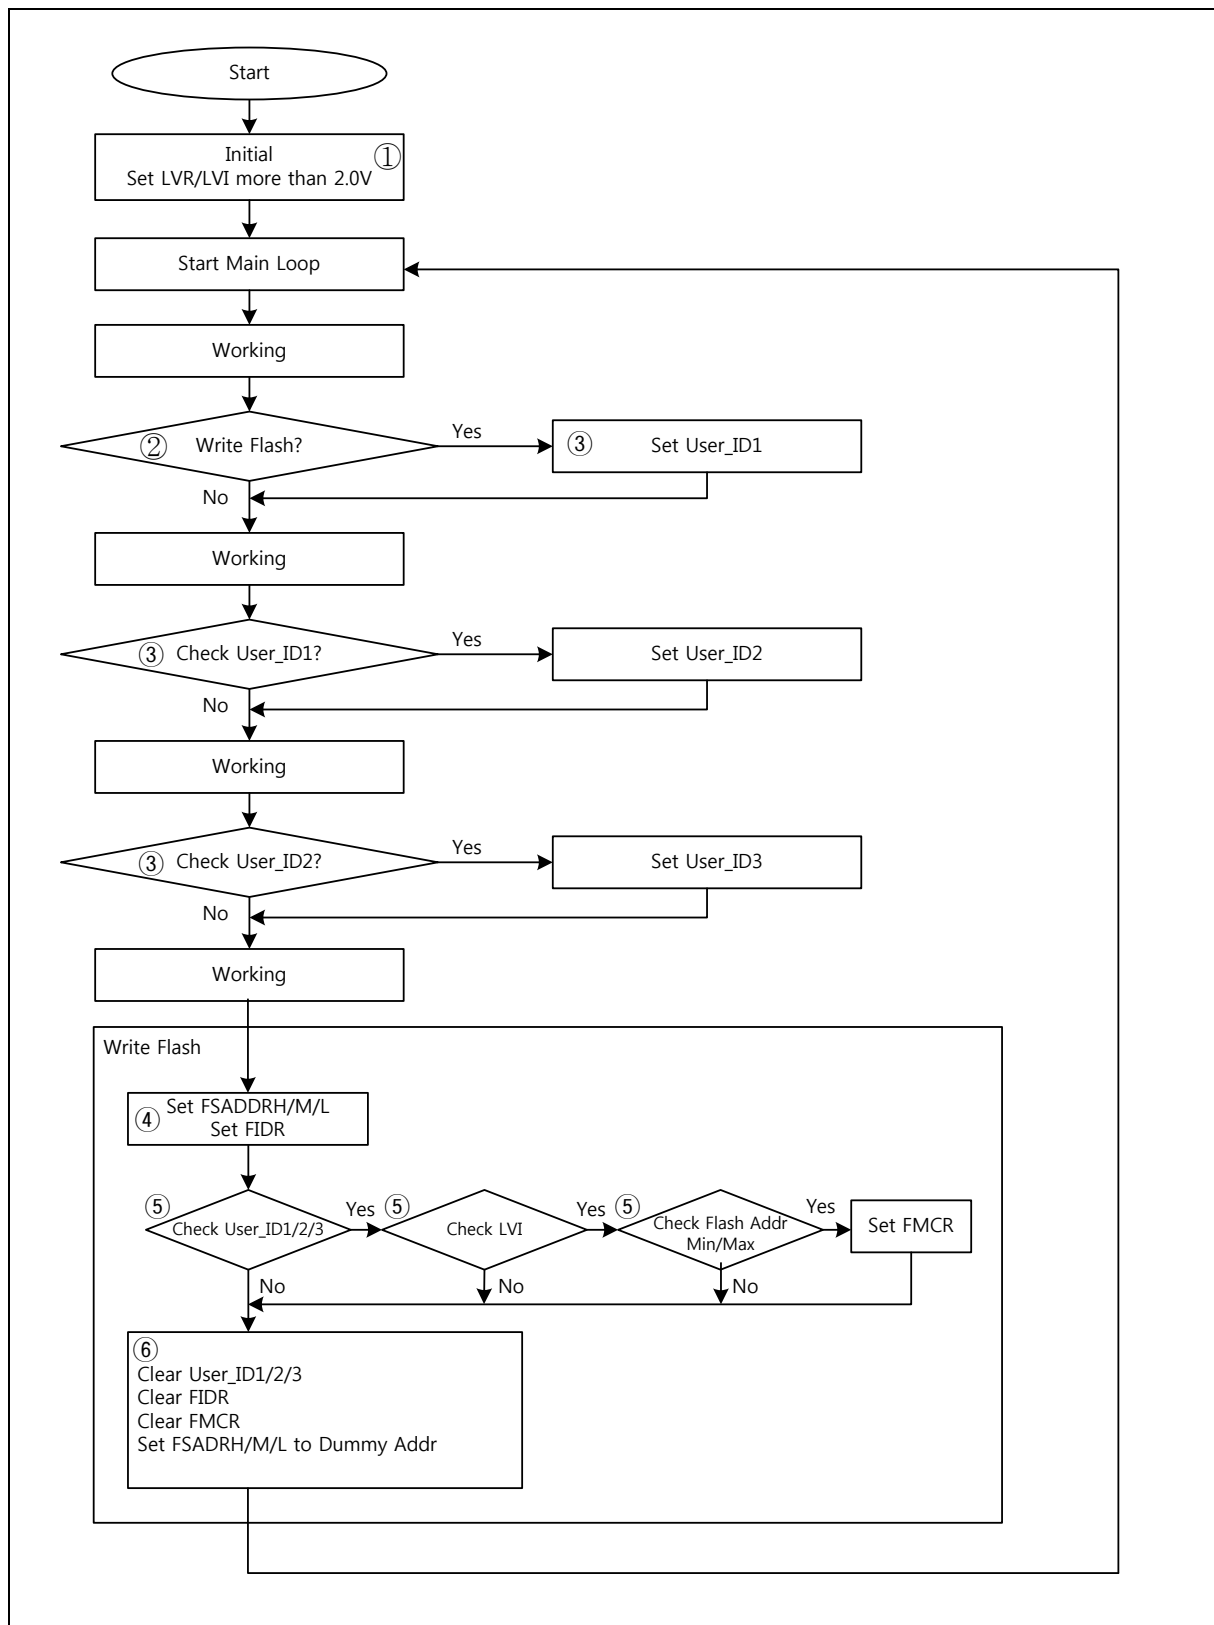 Start
Initial
①
Set LVR/LVI more than 2.0V
Start Main Loop
Working
② Write Flash?
Yes
③ Set User_ID1
No
Working
③ Check User_ID1?
Yes
Set User_ID2
No
Working
③ Check User_ID2?
Yes
Set User_ID3
No
Working
Write Flash
④ Set FSADDRH/M/L
Set FIDR
⑤ Check User_ID1/2/3
Yes
⑤ Check LVI
Yes
⑤ Check Flash Addr
Min/Max
Yes
Set FMCR
No
No
No
⑥
Clear User_ID1/2/3
Clear FIDR
Clear FMCR
Set FSADRH/M/L to Dummy Addr